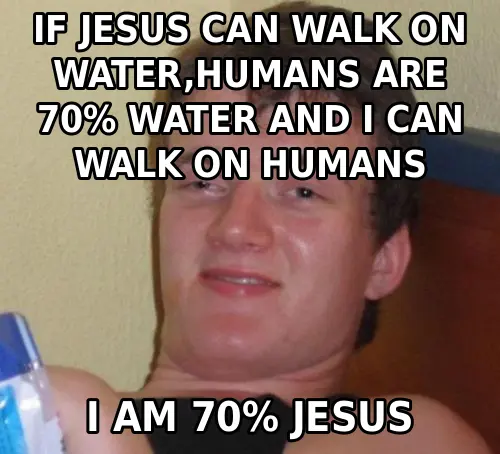 IF JESUS CAN WALK ON
WATER,HUMANS ARE
70% WATER AND I CAN
WALK ON HUMANS
I AM 70% JESUS